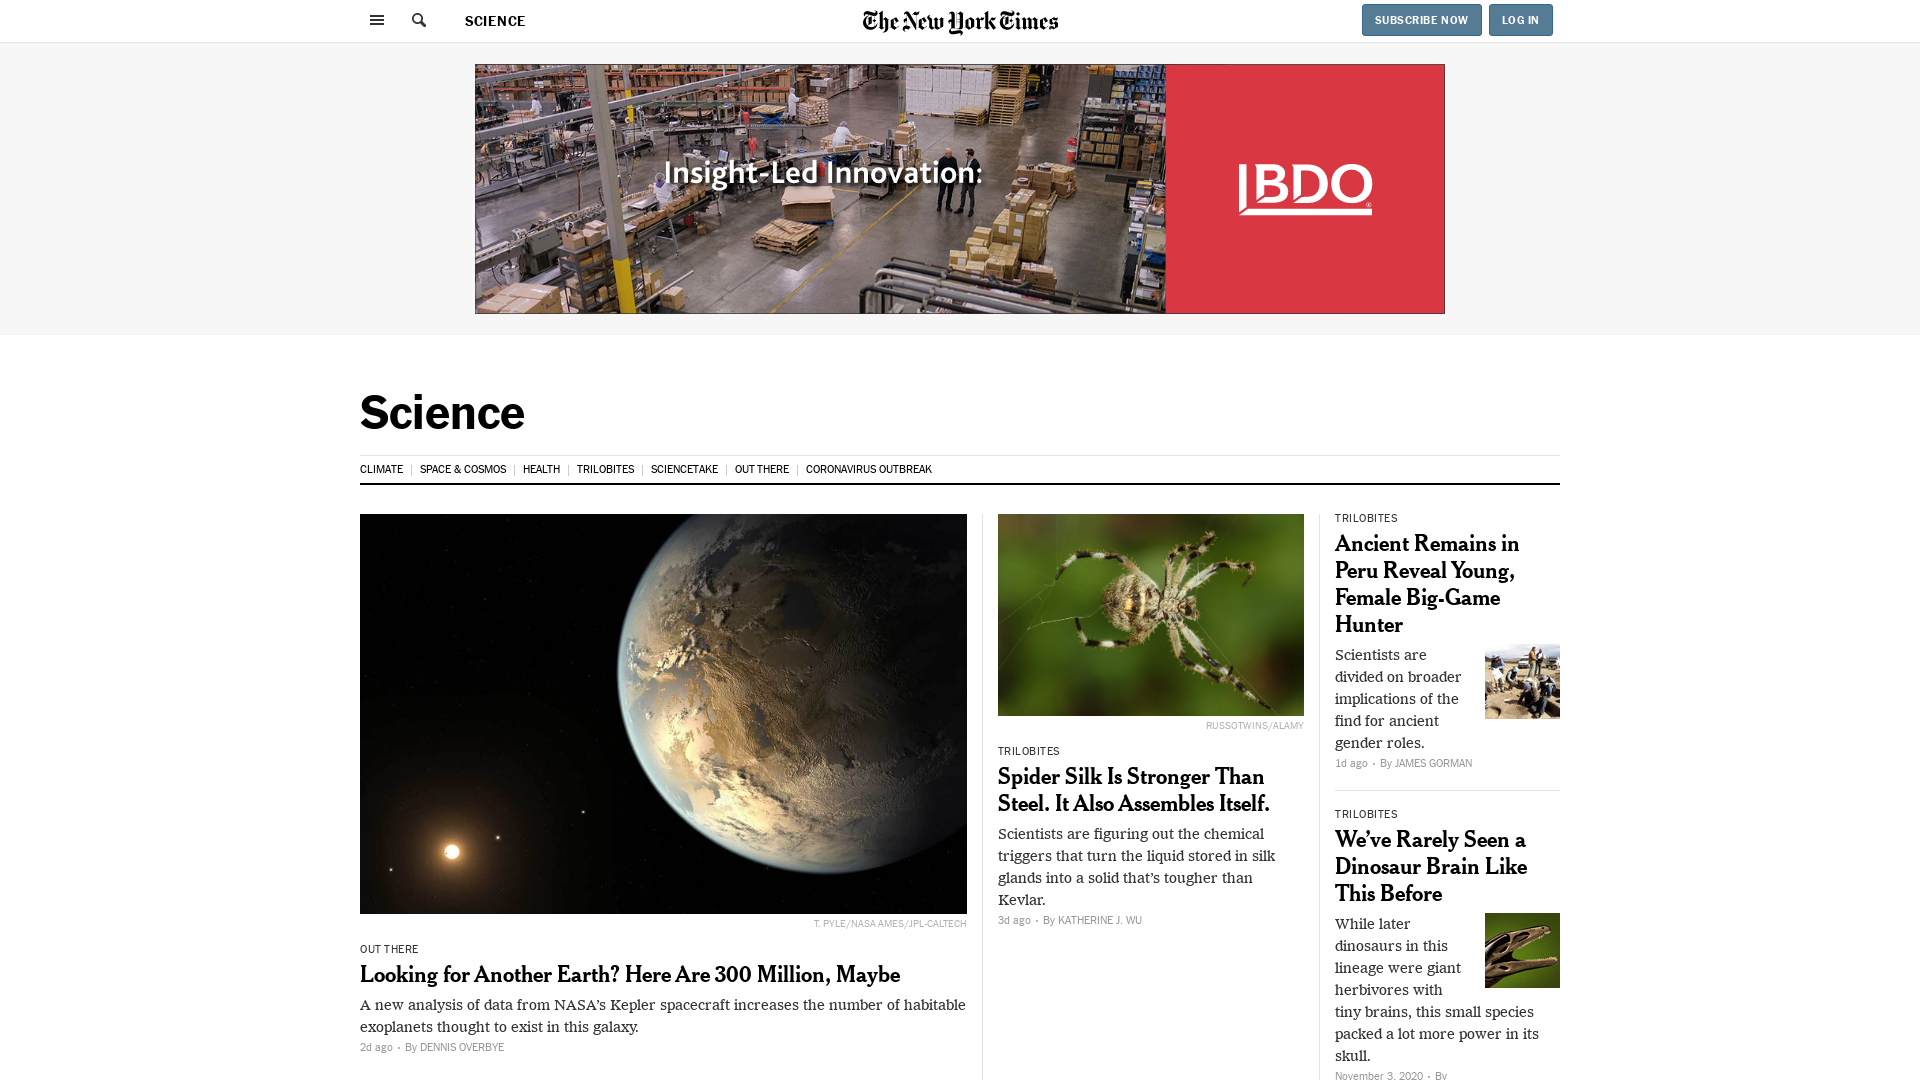 SCIENCE
The New York Times
SUBSCRIBE NOW
LOG IN
Insight-Led Innovation:
BDO
Science
CLIMATE
SPACE & COSMOS
HEALTH
TRILOBITES
SCIENCETAKE
OUT THERE
CORONAVIRUS OUTBREAK
T. PYLE/NASA AMES/JPL-CALTECH
OUT THERE
Looking for Another Earth? Here Are 300 Million, Maybe
A new analysis of data from NASA’s Kepler spacecraft increases the number of habitable
exoplanets thought to exist in this galaxy.
2d ago • By DENNIS OVERBYE
RUSSOTWINS/ALAMY
TRILOBITES
Spider Silk Is Stronger Than
Steel. It Also Assembles Itself.
Scientists are figuring out the chemical
triggers that turn the liquid stored in silk
glands into a solid that’s tougher than
Kevlar.
3d ago • By KATHERINE J. WU
TRILOBITES
Ancient Remains in
Peru Reveal Young,
Female Big-Game
Hunter
Scientists are
divided on broader
implications of the
find for ancient
gender roles.
1d ago • By JAMES GORMAN
TRILOBITES
We’ve Rarely Seen a
Dinosaur Brain Like
This Before
While later
dinosaurs in this
lineage were giant
herbivores with
tiny brains, this small species
packed a lot more power in its
skull.
November 3, 2020 • By